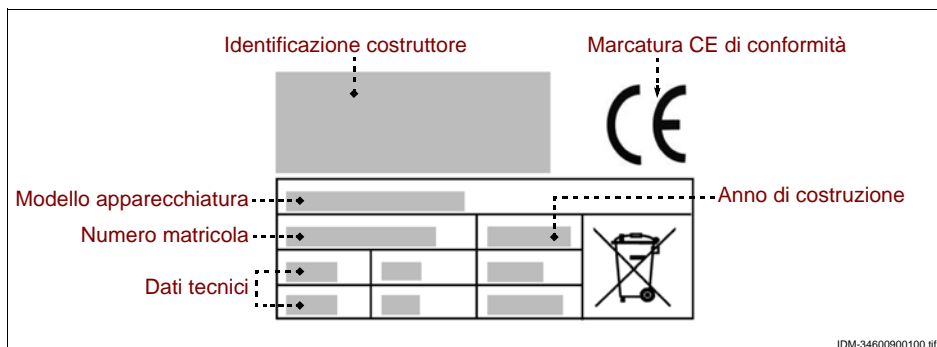 Identificazione costruttore
Marcatura CE di conformità
CE
Modello apparecchiatura
Anno di costruzione
Numero matricola
Dati tecnici
IDM-34600900100.tif